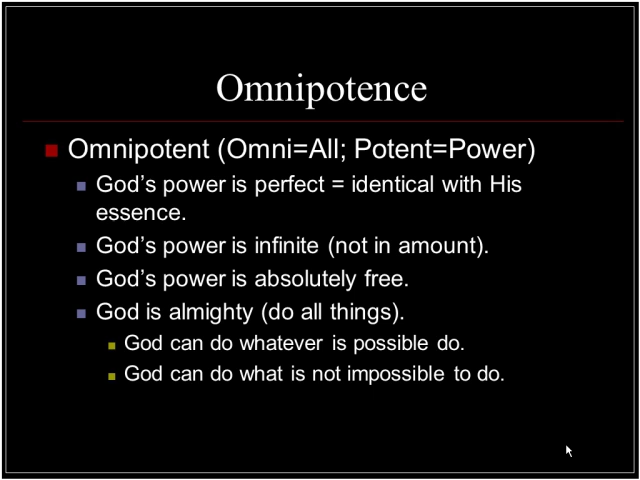 Omnipotence
Omnipotent (Omni=All; Potent=Power)
God’s power is perfect = identical with His
essence.
God’s power is infinite (not in amount).
God’s power is absolutely free.
God is almighty (do all things).
God can do whatever is possible do.
God can do what is not impossible to do.